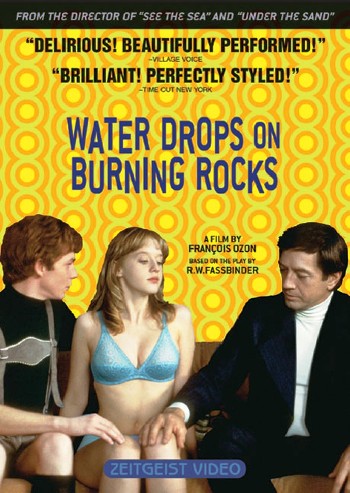 FROM THE DIRECTOR OF "SEE THE SEA" AND "UNDER THE SAND"
"DELIRIOUS! BEAUTIFULLY PERFORMED!"
–VILLAGE VOICE
"BRILLIANT! PERFECTLY STYLED!"
–TIME OUT NEW YORK
WATER DROPS ON
BURNING ROCKS
A FILM BY
FRANÇOIS OZON
BASED ON THE PLAY BY
R.W.FASSBINDER
ZEITGEIST VIDEO